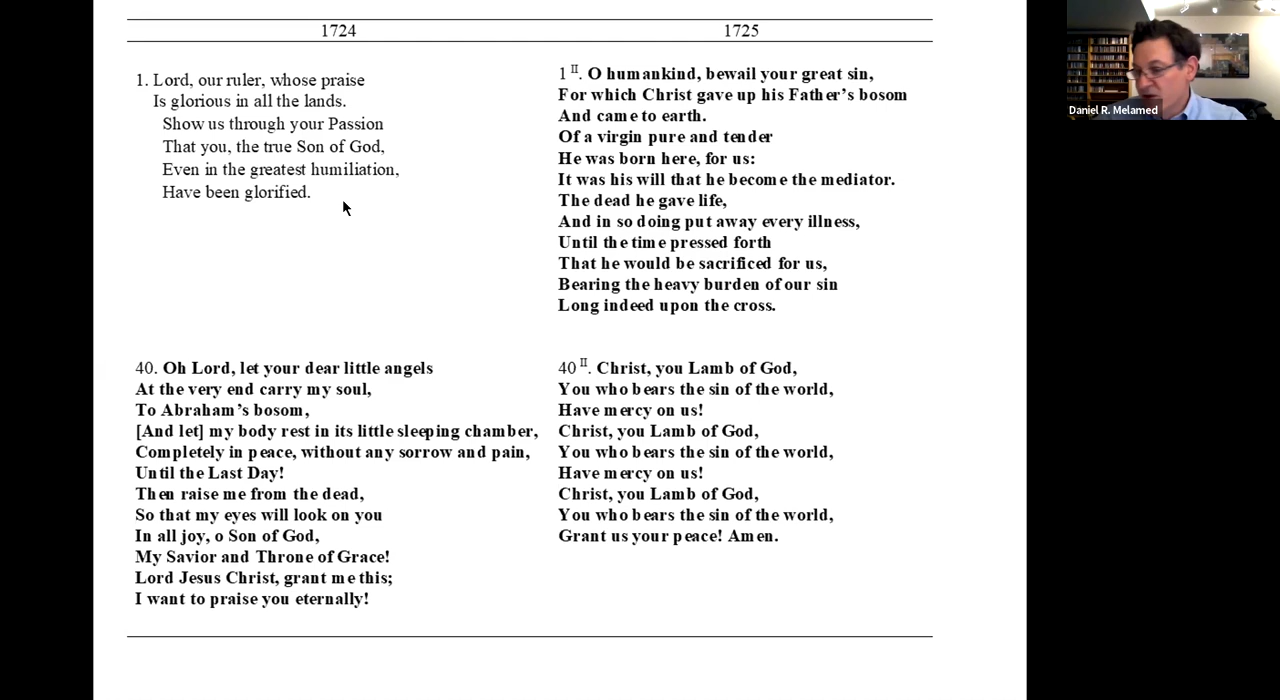 1724
1725
1. Lord, our ruler, whose praise
Is glorious in all the lands.
Show us through your Passion
That you, the true Son of God,
Even in the greatest humiliation,
Have been glorified.
1 II. O humankind, bewail your great sin,
For which Christ gave up his Father's bosom
And came to earth.
Of a virgin pure and tender
He was born here, for us:
It was his will that he become the mediator.
The dead he gave life,
And in so doing put away every illness,
Until the time pressed forth
That he would be sacrificed for us,
Bearing the heavy burden of our sin
Long indeed upon the cross.
40. Oh Lord, let your dear little angels
At the very end carry my soul,
To Abraham's bosom,
[And let] my body rest in its little sleeping chamber,
Completely in peace, without any sorrow and pain,
Until the Last Day!
Then raise me from the dead,
So that my eyes will look on you
In all joy, o Son of God,
My Savior and Throne of Grace!
Lord Jesus Christ, grant me this;
I want to praise you eternally!
40 II. Christ, you Lamb of God,
You who bears the sin of the world,
Have mercy on us!
Christ, you Lamb of God,
You who bears the sin of the world,
Have mercy on us!
Christ, you Lamb of God,
You who bears the sin of the world,
Grant us your peace! Amen.
Daniel R. Melamed